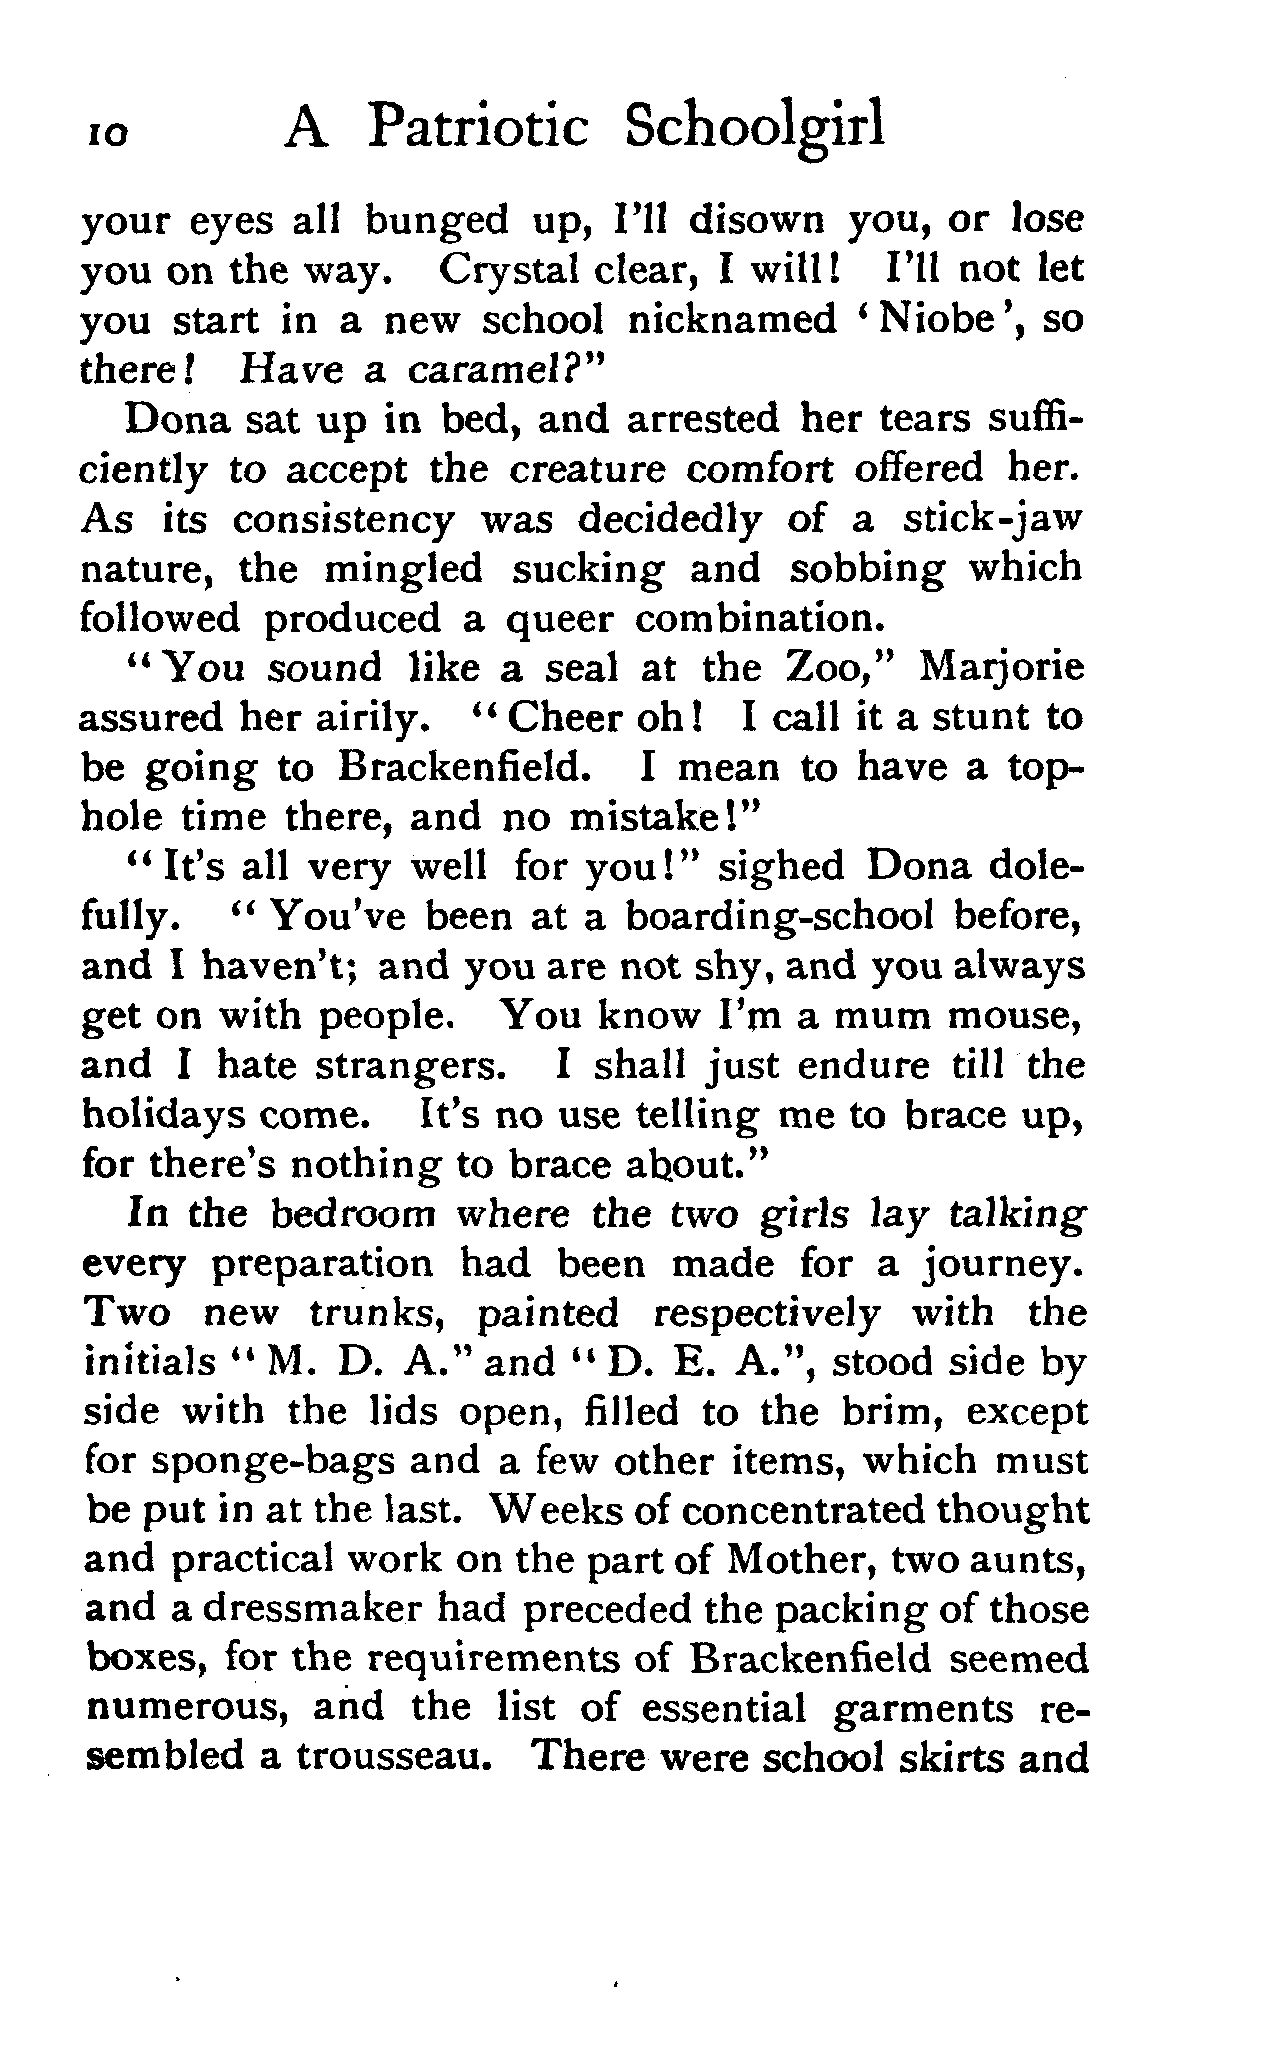 10 A Patriotic Schoolgirl
your eyes all bunged up, I'll disown you, or lose
you on the way. Crystal clear, I will! I'll not let
you start in a new school nicknamed ‘Niobe’, so
there! Have a caramel?”
Dona sat up in bed, and arrested her tears suffi-
ciently to accept the creature comfort offered her.
As its consistency was decidedly of a stick-jaw
nature, the mingled sucking and sobbing which
followed produced a queer combination.
“You sound like a seal at the Zoo,” Marjorie
assured her airily. “Cheer oh! I call it a stunt to
be going to Brackenfield. I mean to have a top-
hole time there, and no mistake!”
“It's all very well for you!” sighed Dona dole-
fully. “You've been at a boarding-school before,
and I haven't; and you are not shy, and you always
get on with people. You know I'm a mum mouse,
and I hate strangers. I shall just endure till the
holidays come. It's no use telling me to brace up,
for there's nothing to brace about.”
In the bedroom where the two girls lay talking
every preparation had been made for a journey.
Two new trunks, painted respectively with the
initials “M. D. A.” and “D. E. A.”, stood side by
side with the lids open, filled to the brim, except
for sponge-bags and a few other items, which must
be put in at the last. Weeks of concentrated thought
and practical work on the part of Mother, two aunts,
and a dressmaker had preceded the packing of those
boxes, for the requirements of Brackenfield seemed
numerous, and the list of essential garments re-
sembled a trousseau. There were school skirts and